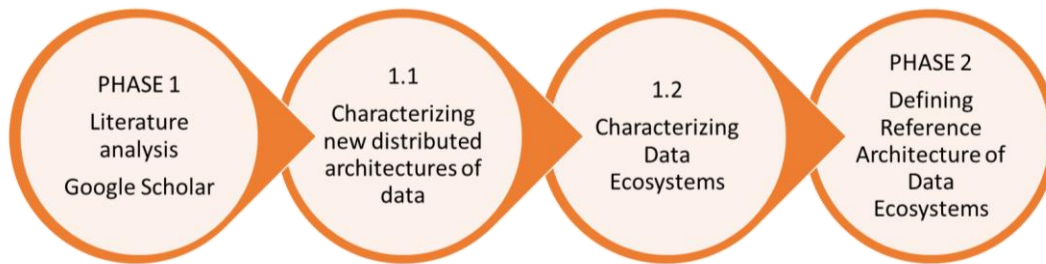 PHASE 1
Literature
analysis
Google Scholar
1.1
Characterizing
new distributed
architectures of
data
1.2
Characterizing
Data
Ecosystems
PHASE 2
Defining
Reference
Architecture of
Data
Ecosystems